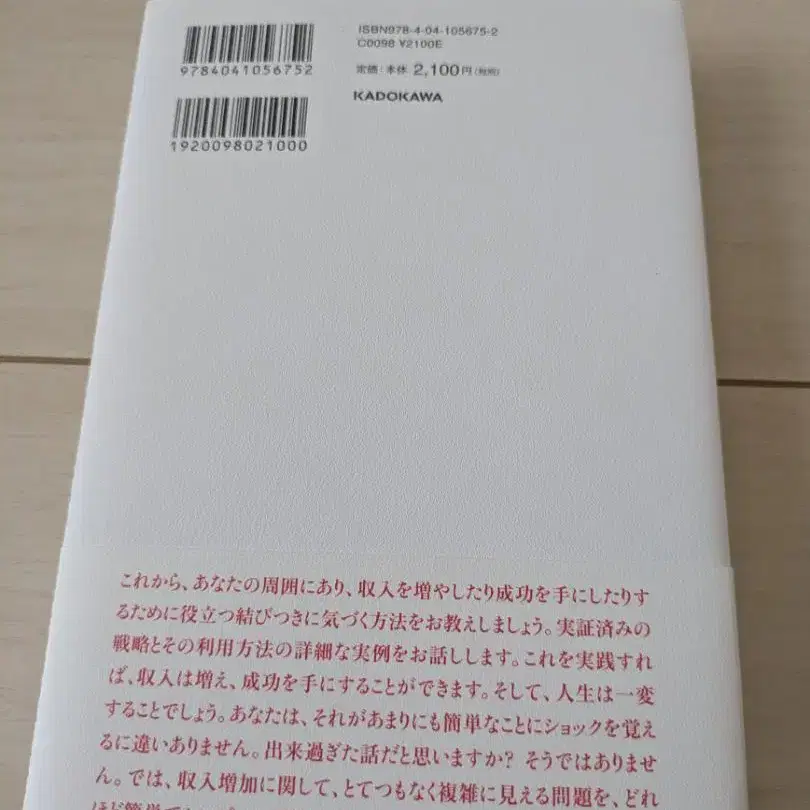 ISBN978-4-04-105675-2
C0098 ¥2100E
9784041056752
定価：本体 2,100円(税別)
KADOKAWA
1920098021000
これから、あなたの周囲にあり、収入を増やしたり成功を手にしたりす
るために役立つ結びつきに気づく方法をお教えしましょう。実証済みの
戦略とその利用方法の詳細な実例をお話しします。これを実践すれ
ば、収入は増え、成功を手にすることができます。そして、人生は一変
することでしょう。あなたは、それがあまりにも簡単なことにショックを覚え
るに違いありません。出来過ぎた話だと思いますか? そうではありませ
ん。では、収入増加に関して、とてつもなく複雑に見える問題を、どれ